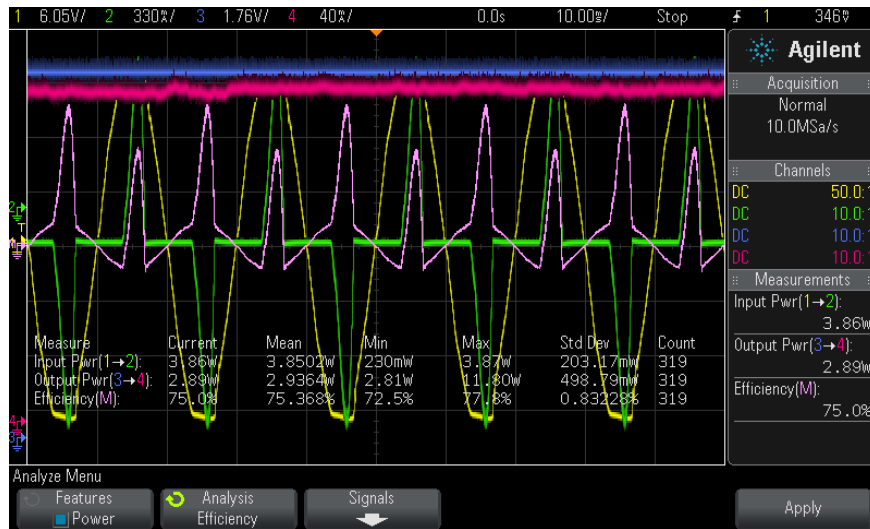 1 6.05V/ 2 330%/ 3 1.76V/ 4 40%/ 0.0s 10.00%/ Stop 1 346V
Agilent
Acquisition
Normal
10.0MSa/s
Channels
DC 50.0:1
DC 10.0:1
DC 10.0:1
DC 10.0:1
Measurements
Input Pwr(1→2):
3.86W
Output Pwr(3→4):
2.89W
Efficiency(M):
75.0%
Measure Current Mean Min Max Std Dev Count
Input Pwr(1→2): 3.86W 3.8502W 230mW 3.87W 203.17mW 319
Output Pwr(3→4): 2.89W 2.9364W 2.81W 11.80W 498.79mW 319
Efficiency(M): 75.0% 75.368% 72.5% 77.8% 0.83228% 319
Analyze Menu
Features
Power
Analysis
Efficiency
Signals
Apply